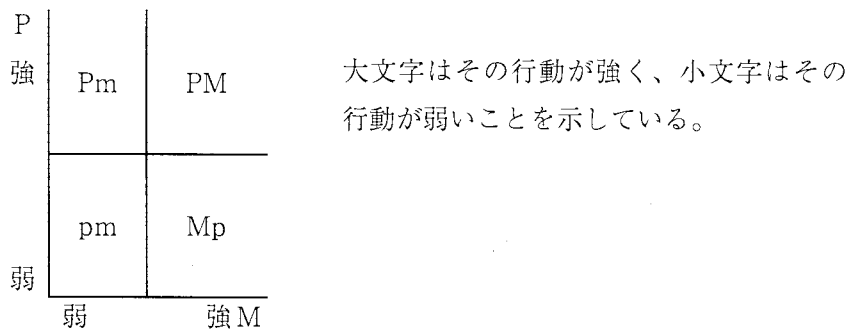 P
強
Pm PM
大文字はその行動が強く、小文字はその
行動が弱いことを示している。
pm Mp
弱
弱 強M